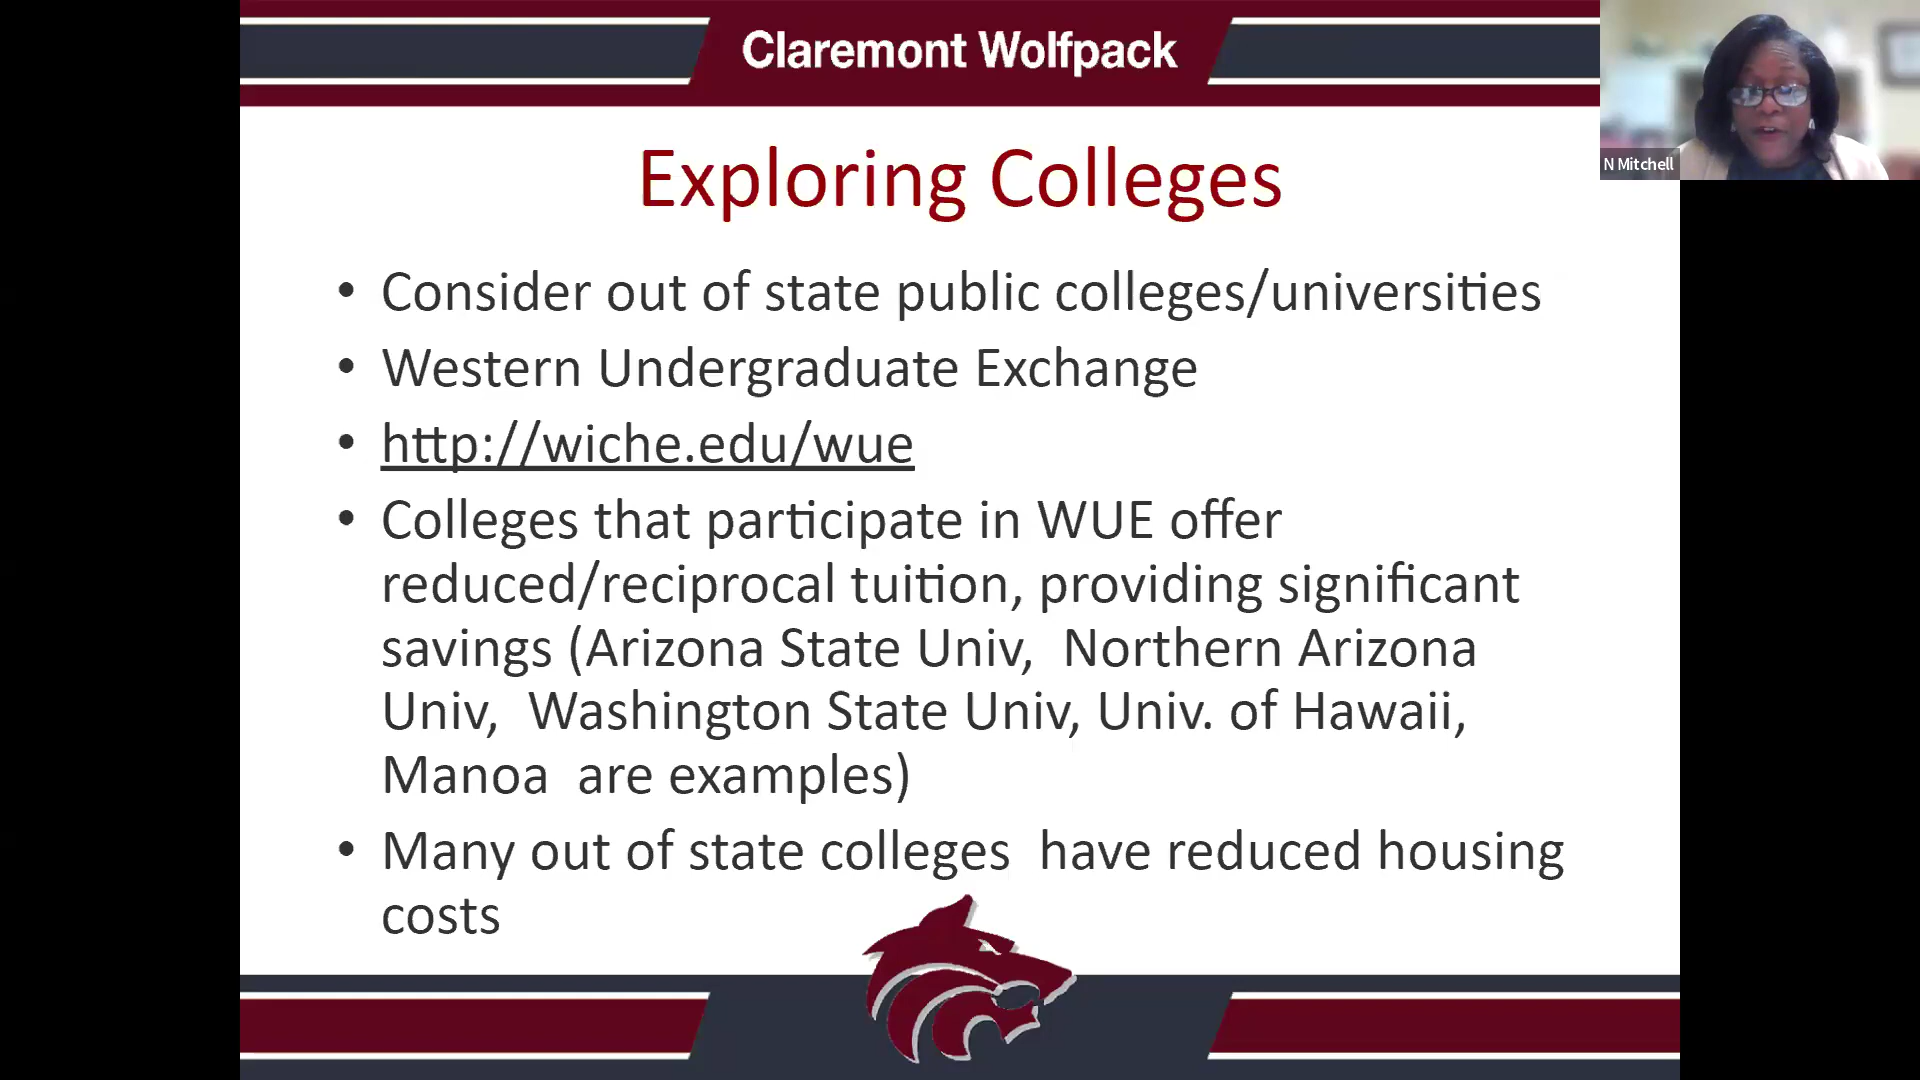 Claremont Wolfpack
N Mitchell
Exploring Colleges
• Consider out of state public colleges/universities
• Western Undergraduate Exchange
• http://wiche.edu/wue
• Colleges that participate in WUE offer
reduced/reciprocal tuition, providing significant
savings (Arizona State Univ,  Northern Arizona
Univ,  Washington State Univ, Univ. of Hawaii,
Manoa  are examples)
• Many out of state colleges  have reduced housing
costs